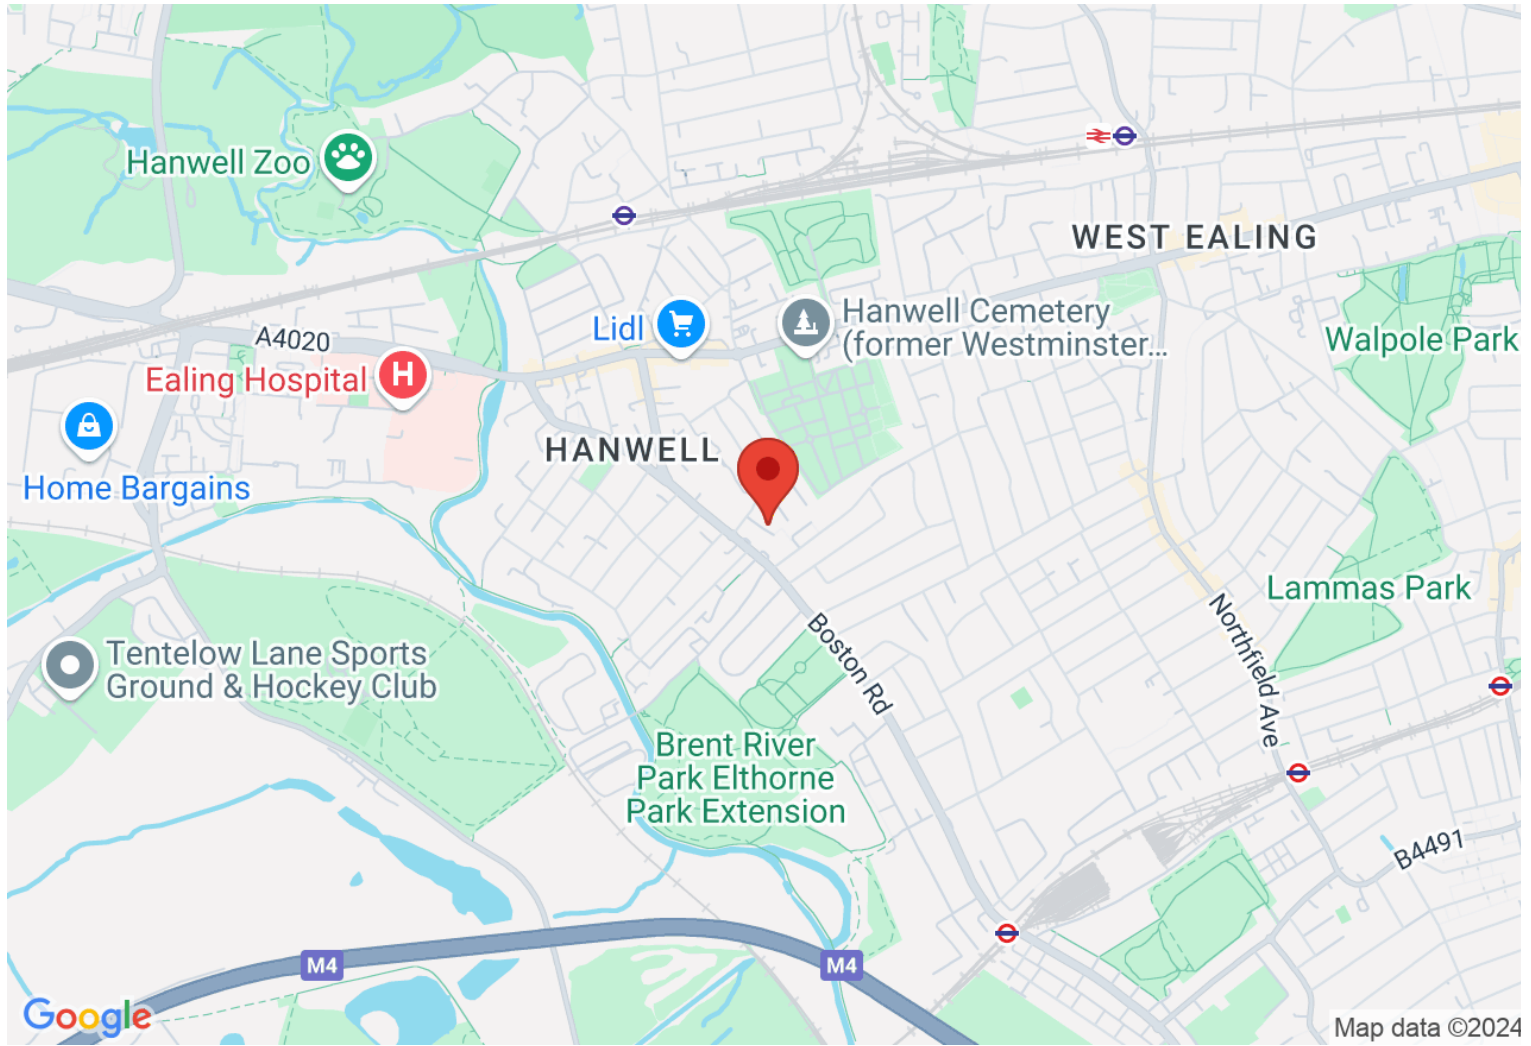 Hanwell Zoo
WEST EALING
Hanwell Cemetery
(former Westminster...
Lidl
A4020
Walpole Park
Ealing Hospital
H
HANWELL
Home Bargains
Lammas Park
Northfield Ave
Boston Rd
Tentelow Lane Sports
Ground & Hockey Club
Brent River
Park Elthorne
Park Extension
B4491
M4
M4
Google
Map data ©2024